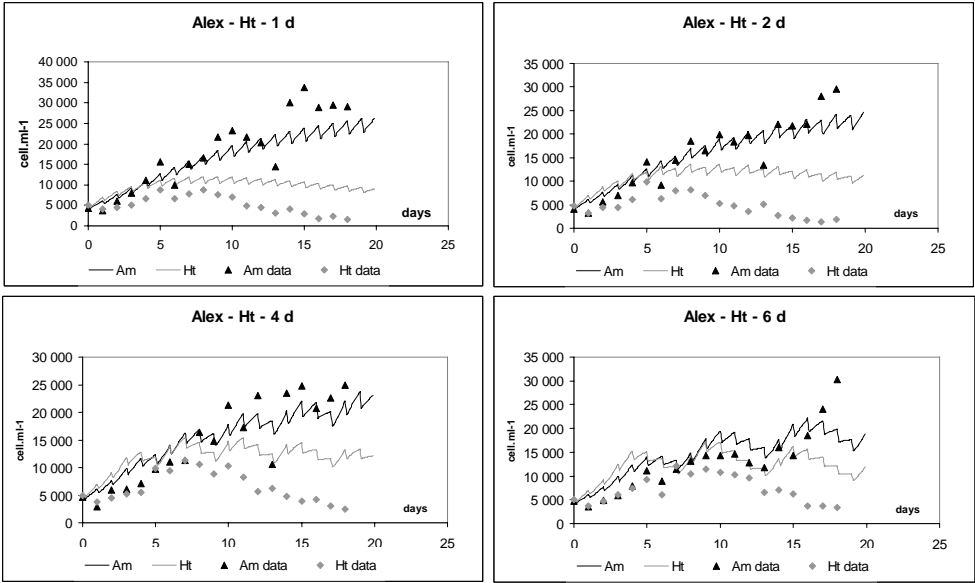 Alex - Ht - 1 d
40 000
35 000
30 000
25 000
20 000
15 000
10 000
5 000
0
cell.ml-1
days
0 5 10 15 20 25
Am Ht Am data Ht data
Alex - Ht - 2 d
35 000
30 000
25 000
20 000
15 000
10 000
5 000
0
cell.ml-1
days
0 5 10 15 20 25
Am Ht Am data Ht data
Alex - Ht - 4 d
30 000
25 000
20 000
15 000
10 000
5 000
0
cell.ml-1
days
0 5 10 15 20 25
Am Ht Am data Ht data
Alex - Ht - 6 d
35 000
30 000
25 000
20 000
15 000
10 000
5 000
0
cell.ml-1
days
0 5 10 15 20 25
Am Ht Am data Ht data